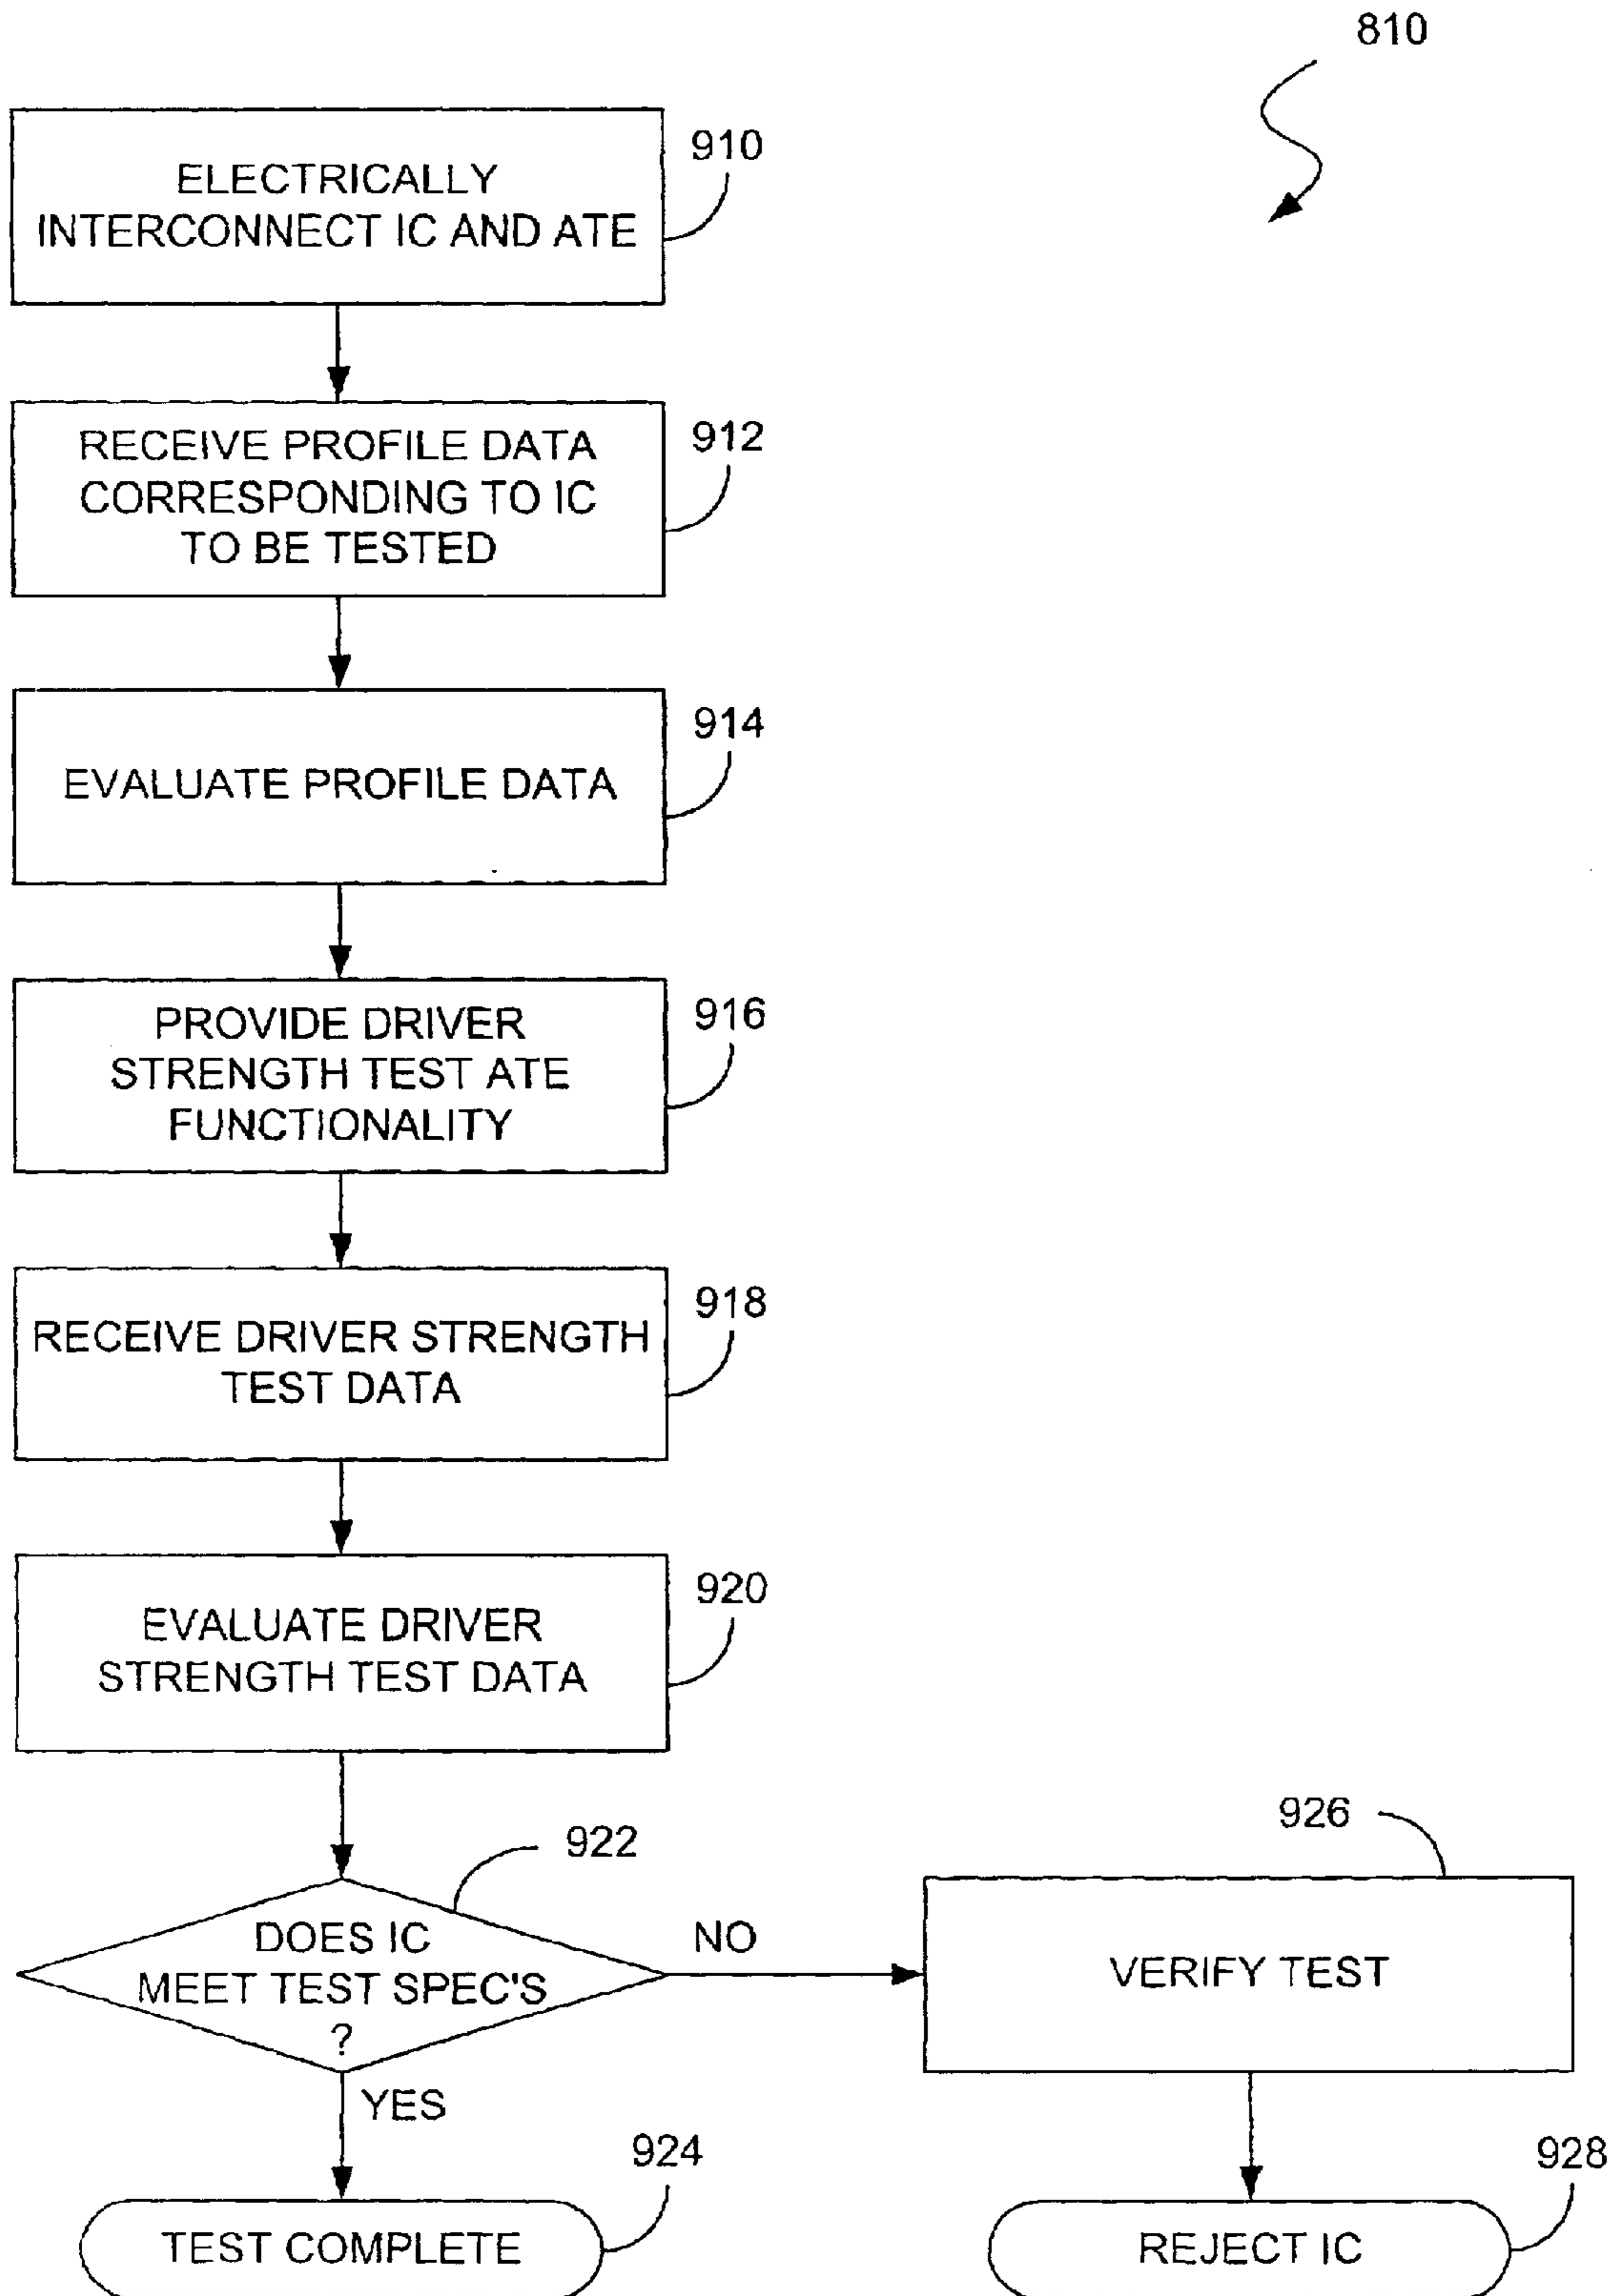 810
910
ELECTRICALLY
INTERCONNECT IC AND ATE
912
RECEIVE PROFILE DATA
CORRESPONDING TO IC
TO BE TESTED
914
EVALUATE PROFILE DATA
916
PROVIDE DRIVER
STRENGTH TEST ATE
FUNCTIONALITY
918
RECEIVE DRIVER STRENGTH
TEST DATA
920
EVALUATE DRIVER
STRENGTH TEST DATA
922
DOES IC
MEET TEST SPEC'S
?
NO
926
VERIFY TEST
YES
924
TEST COMPLETE
928
REJECT IC